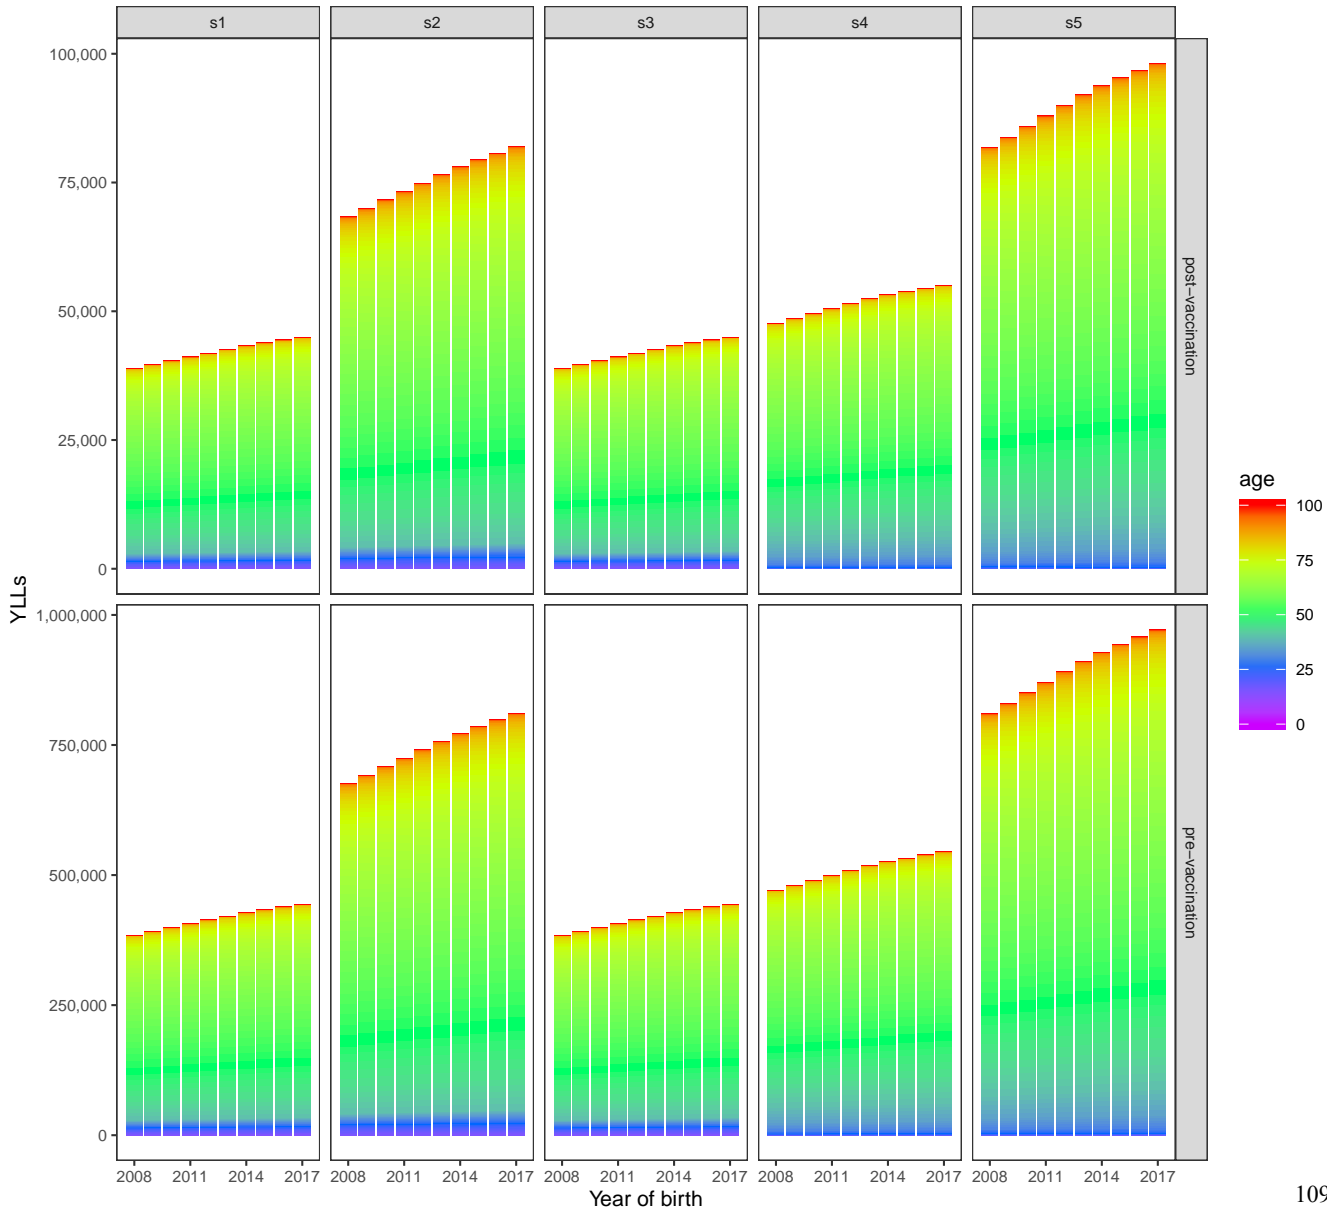 s1 s2 s3 s4 s5
100,000
75,000
50,000
25,000
0
post−vaccination
YLLs
1,000,000
750,000
500,000
250,000
0
pre−vaccination
2008 2011 2014 2017 2008 2011 2014 2017 2008 2011 2014 2017 2008 2011 2014 2017 2008 2011 2014 2017
Year of birth
age
100
75
50
25
0
109